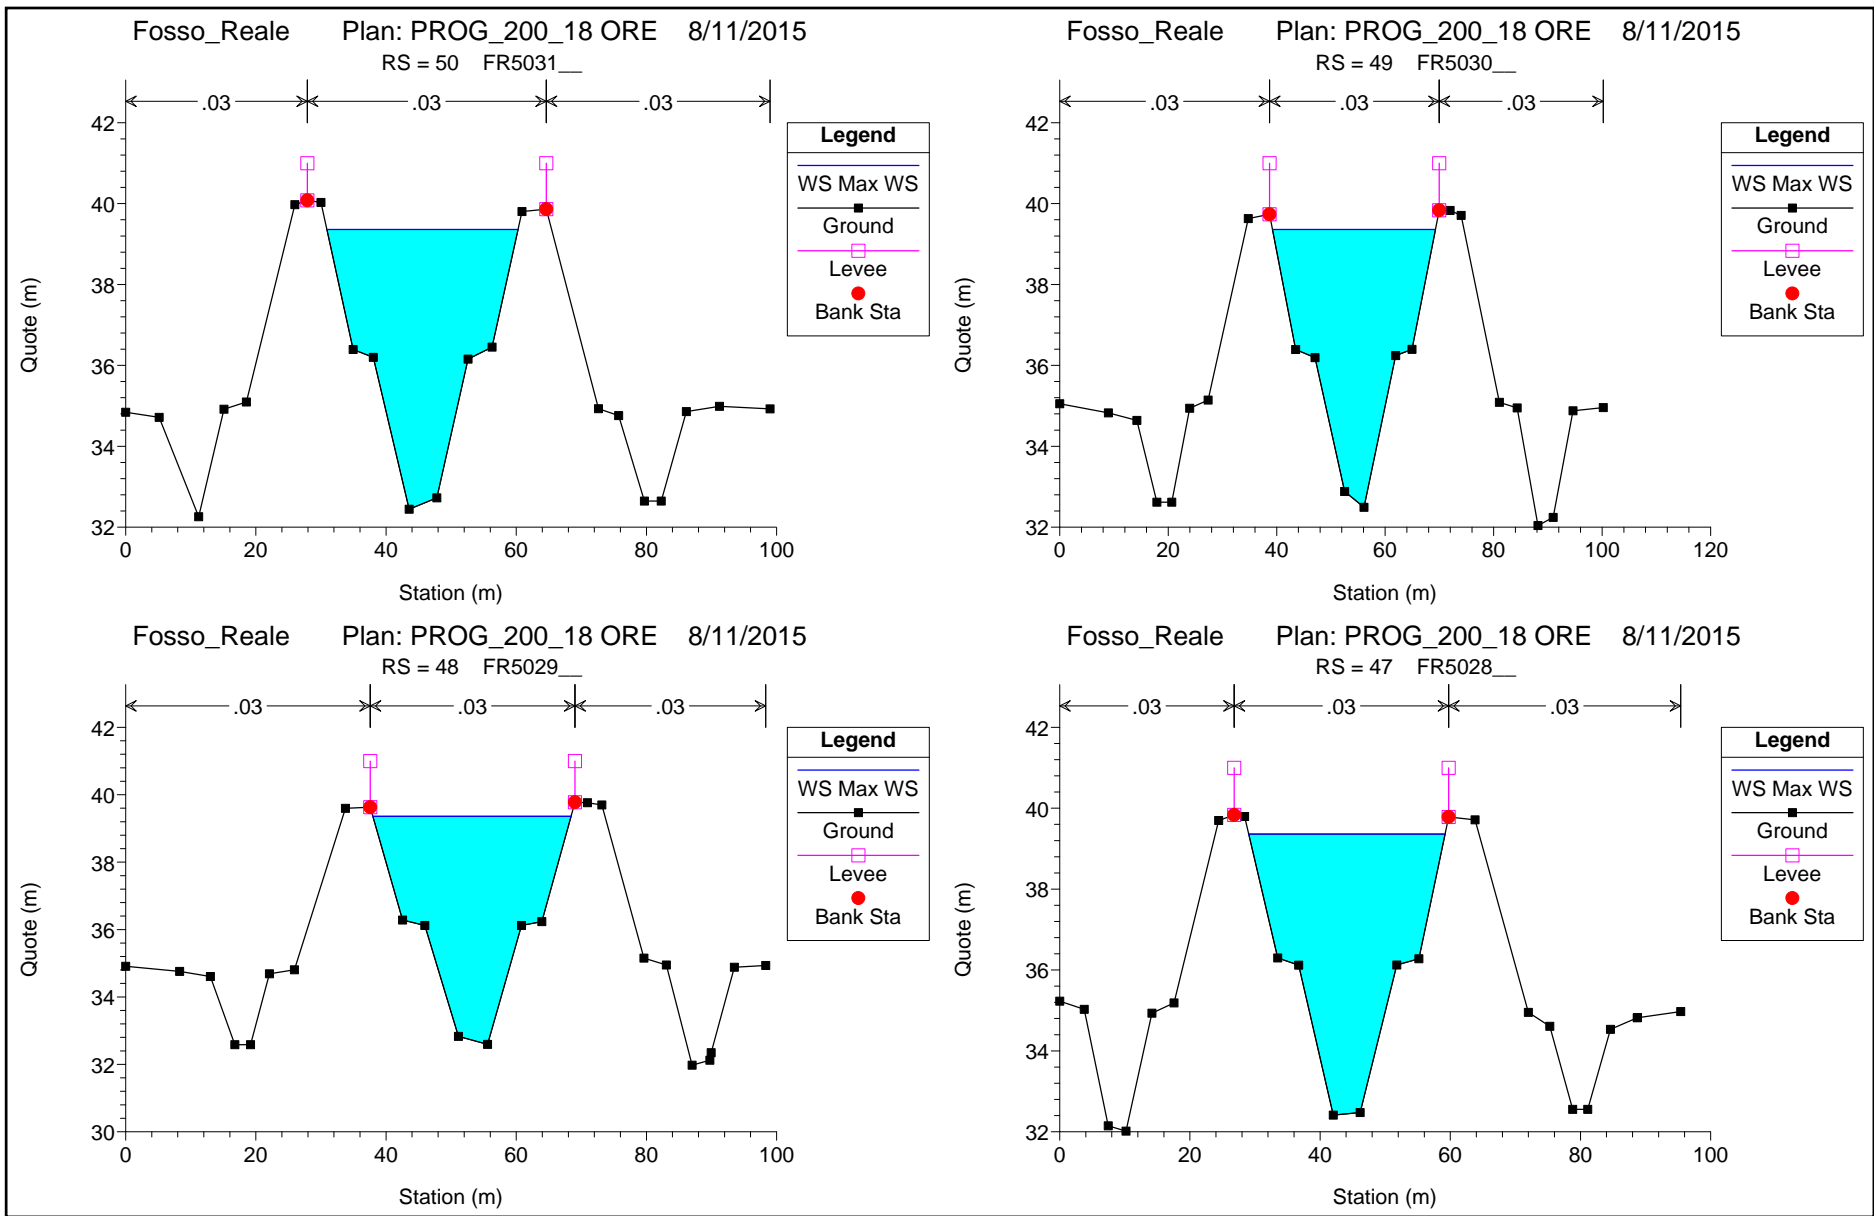 Fosso_Reale Plan: PROG_200_18 ORE 8/11/2015
RS = 50 FR5031__
.03 .03 .03
42
40
38
36
34
32
0 20 40 60 80 100
Station (m)
Quote (m)
Legend
WS Max WS
Ground
Levee
Bank Sta
Fosso_Reale Plan: PROG_200_18 ORE 8/11/2015
RS = 49 FR5030__
.03 .03 .03
42
40
38
36
34
32
0 20 40 60 80 100 120
Station (m)
Quote (m)
Legend
WS Max WS
Ground
Levee
Bank Sta
Fosso_Reale Plan: PROG_200_18 ORE 8/11/2015
RS = 48 FR5029__
.03 .03 .03
42
40
38
36
34
32
30
0 20 40 60 80 100
Station (m)
Quote (m)
Legend
WS Max WS
Ground
Levee
Bank Sta
Fosso_Reale Plan: PROG_200_18 ORE 8/11/2015
RS = 47 FR5028__
.03 .03 .03
42
40
38
36
34
32
0 20 40 60 80 100
Station (m)
Quote (m)
Legend
WS Max WS
Ground
Levee
Bank Sta